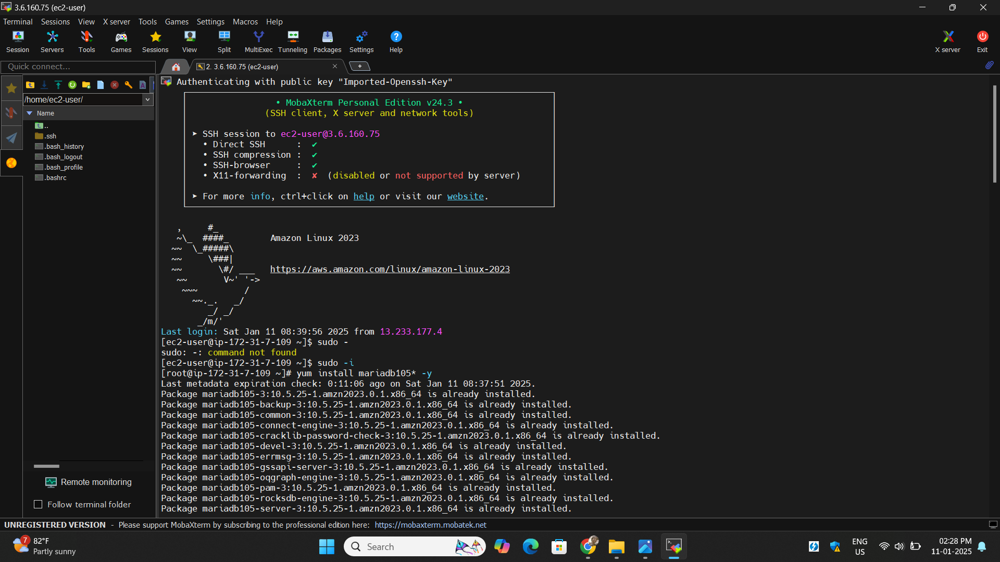 3.6.160.75 (ec2-user)
Terminal Sessions View X server Tools Games Settings Macros Help
Session Servers Tools Games Sessions View Split MultiExec Tunneling Packages Settings Help X server Exit
Quick connect...
2. 3.6.160.75 (ec2-user)
/home/ec2-user/
Name
..
.ssh
.bash_history
.bash_logout
.bash_profile
.bashrc
Remote monitoring
Follow terminal folder
Authenticating with public key "Imported-Openssh-Key"
• MobaXterm Personal Edition v24.3 •
(SSH client, X server and network tools)
➤ SSH session to ec2-user@3.6.160.75
• Direct SSH : ✔
• SSH compression : ✔
• SSH-browser : ✔
• X11-forwarding : ✘ (disabled or not supported by server)
➤ For more info, ctrl+click on help or visit our website.
,     #_
~\_  ####_        Amazon Linux 2023
~~  \_#####\
~~     \###|
~~       \#/ ___   https://aws.amazon.com/linux/amazon-linux-2023
~~       V~' '->
~~~         /
~~._.   _/
_/ _/
_/m/'
Last login: Sat Jan 11 08:39:56 2025 from 13.233.177.4
[ec2-user@ip-172-31-7-109 ~]$ sudo -
sudo: -: command not found
[ec2-user@ip-172-31-7-109 ~]$ sudo -i
[root@ip-172-31-7-109 ~]# yum install mariadb105* -y
Last metadata expiration check: 0:11:06 ago on Sat Jan 11 08:37:51 2025.
Package mariadb105-3:10.5.25-1.amzn2023.0.1.x86_64 is already installed.
Package mariadb105-backup-3:10.5.25-1.amzn2023.0.1.x86_64 is already installed.
Package mariadb105-common-3:10.5.25-1.amzn2023.0.1.x86_64 is already installed.
Package mariadb105-connect-engine-3:10.5.25-1.amzn2023.0.1.x86_64 is already installed.
Package mariadb105-cracklib-password-check-3:10.5.25-1.amzn2023.0.1.x86_64 is already installed.
Package mariadb105-devel-3:10.5.25-1.amzn2023.0.1.x86_64 is already installed.
Package mariadb105-errmsg-3:10.5.25-1.amzn2023.0.1.x86_64 is already installed.
Package mariadb105-gssapi-server-3:10.5.25-1.amzn2023.0.1.x86_64 is already installed.
Package mariadb105-oqgraph-engine-3:10.5.25-1.amzn2023.0.1.x86_64 is already installed.
Package mariadb105-pam-3:10.5.25-1.amzn2023.0.1.x86_64 is already installed.
Package mariadb105-rocksdb-engine-3:10.5.25-1.amzn2023.0.1.x86_64 is already installed.
Package mariadb105-server-3:10.5.25-1.amzn2023.0.1.x86_64 is already installed.
UNREGISTERED VERSION - Please support MobaXterm by subscribing to the professional edition here: https://mobaxterm.mobatek.net
7
82°F
Partly sunny
Search
ENG
US
02:28 PM
11-01-2025